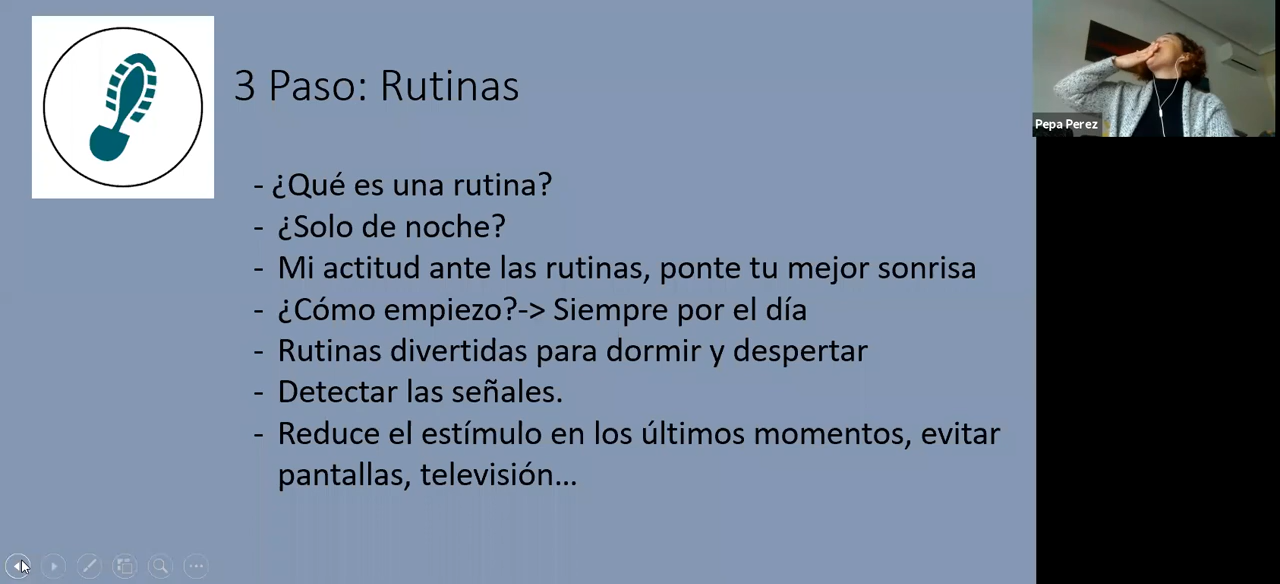 3 Paso: Rutinas
Pepa Perez
- ¿Qué es una rutina?
- ¿Solo de noche?
- Mi actitud ante las rutinas, ponte tu mejor sonrisa
- ¿Cómo empiezo?-> Siempre por el día
- Rutinas divertidas para dormir y despertar
- Detectar las señales.
- Reduce el estímulo en los últimos momentos, evitar
pantallas, televisión...